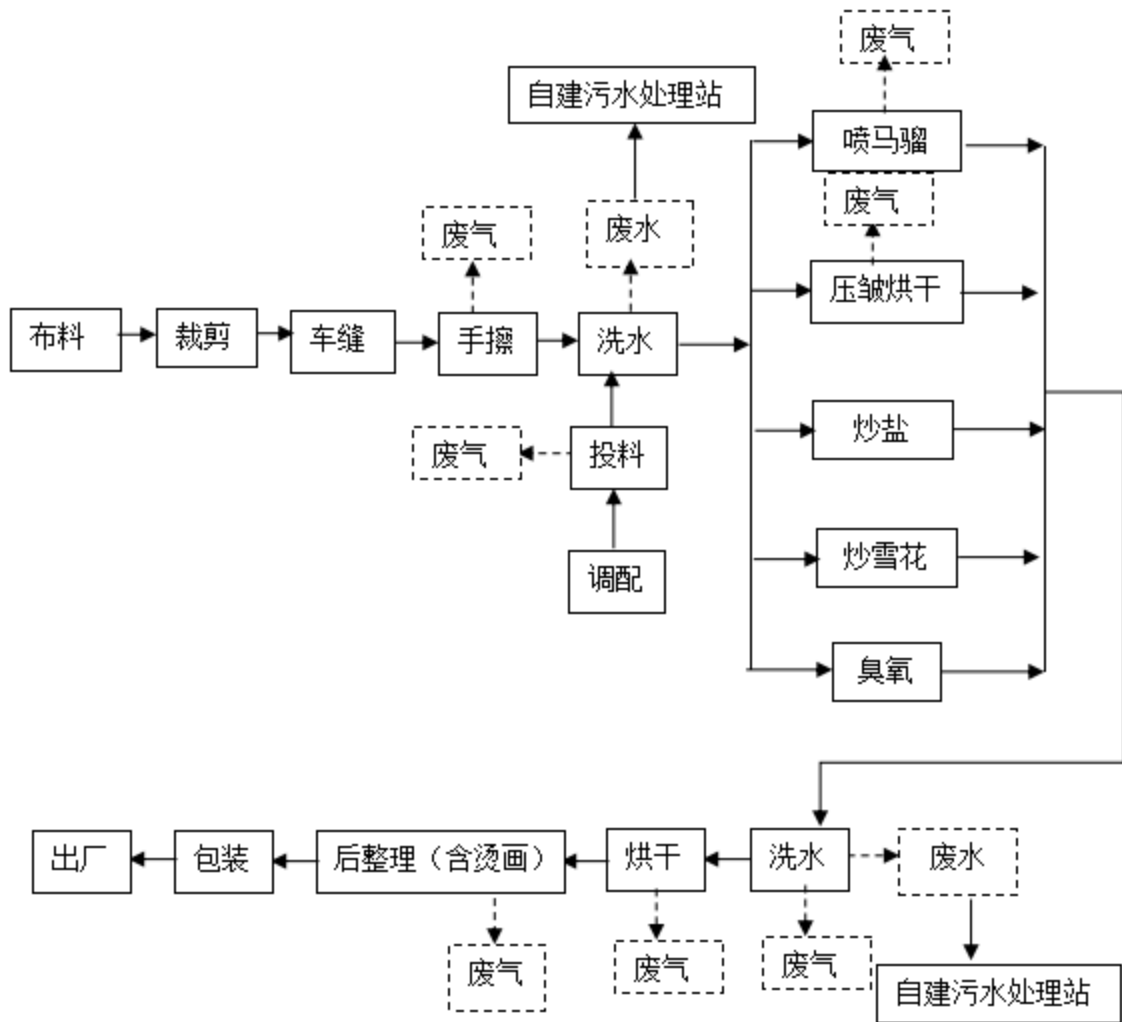 废气
自建污水处理站
喷马骝
废气
废气
废水
压皱烘干
布料
裁剪
车缝
手擦
洗水
废气
投料
炒盐
调配
炒雪花
臭氧
出厂
包装
后整理（含烫画）
烘干
洗水
废水
废气
废气
废气
自建污水处理站